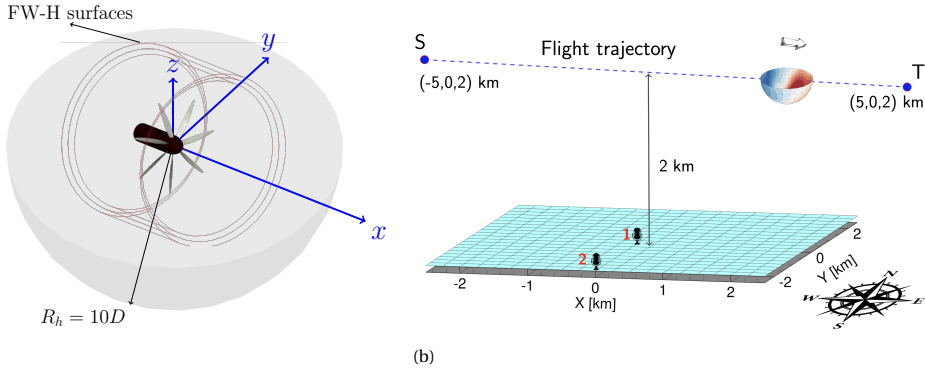 FW-H surfaces
y
z
x
R_h = 10D
S
(-5,0,2) km
Flight trajectory
T
(5,0,2) km
2 km
1
2
-2
-1
0
1
2
X [km]
-2
0
2
Y [km]
N
W
E
S
(b)